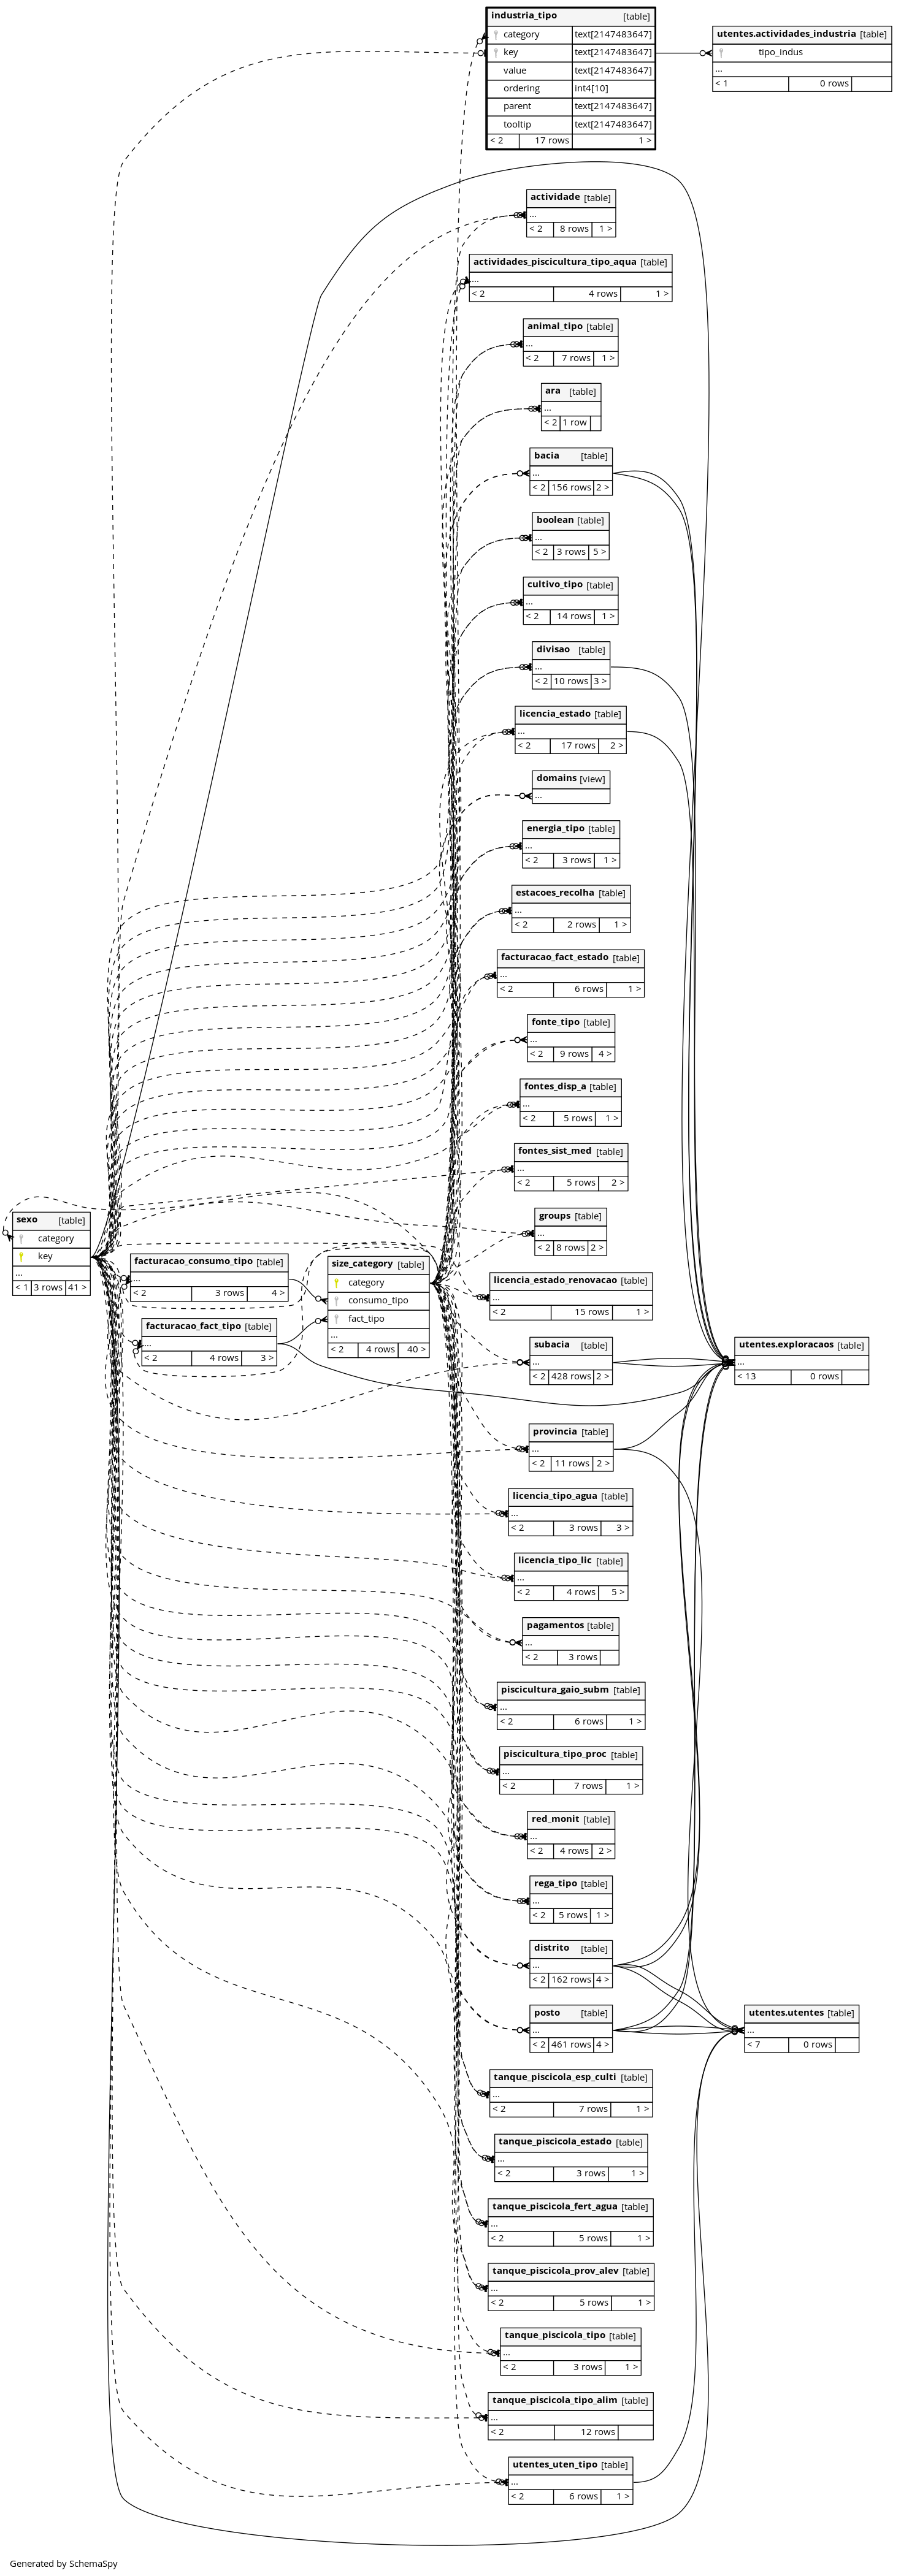 industria_tipo [table]
category text[2147483647]
key text[2147483647]
value text[2147483647]
ordering int4[10]
parent text[2147483647]
tooltip text[2147483647]
< 2 17 rows 1 >
utentes.actividades_industria [table]
tipo_indus
...
< 1 0 rows
actividade [table]
...
< 2 8 rows 1 >
actividades_piscicultura_tipo_aqua [table]
...
< 2 4 rows 1 >
animal_tipo [table]
...
< 2 7 rows 1 >
ara [table]
...
< 2 1 row
bacia [table]
...
< 2 156 rows 2 >
boolean [table]
...
< 2 3 rows 5 >
cultivo_tipo [table]
...
< 2 14 rows 1 >
divisao [table]
...
< 2 10 rows 3 >
licencia_estado [table]
...
< 2 17 rows 2 >
domains [view]
...
energia_tipo [table]
...
< 2 3 rows 1 >
estacoes_recolha [table]
...
< 2 2 rows 1 >
facturacao_fact_estado [table]
...
< 2 6 rows 1 >
fonte_tipo [table]
...
< 2 9 rows 4 >
fontes_disp_a [table]
...
< 2 5 rows 1 >
fontes_sist_med [table]
...
< 2 5 rows 2 >
groups [table]
...
< 2 8 rows 2 >
sexo [table]
category
key
...
< 1 3 rows 41 >
facturacao_consumo_tipo [table]
...
< 2 3 rows 4 >
facturacao_fact_tipo [table]
...
< 2 4 rows 3 >
size_category [table]
category
consumo_tipo
fact_tipo
...
< 2 4 rows 40 >
licencia_estado_renovacao [table]
...
< 2 15 rows 1 >
subacia [table]
...
< 2 428 rows 2 >
utentes.exploracaos [table]
...
< 13 0 rows
provincia [table]
...
< 2 11 rows 2 >
licencia_tipo_agua [table]
...
< 2 3 rows 3 >
licencia_tipo_lic [table]
...
< 2 4 rows 5 >
pagamentos [table]
...
< 2 3 rows
piscicultura_gaio_subm [table]
...
< 2 6 rows 1 >
piscicultura_tipo_proc [table]
...
< 2 7 rows 1 >
red_monit [table]
...
< 2 4 rows 2 >
rega_tipo [table]
...
< 2 5 rows 1 >
distrito [table]
...
< 2 162 rows 4 >
posto [table]
...
< 2 461 rows 4 >
utentes.utentes [table]
...
< 7 0 rows
tanque_piscicola_esp_culti [table]
...
< 2 7 rows 1 >
tanque_piscicola_estado [table]
...
< 2 3 rows 1 >
tanque_piscicola_fert_agua [table]
...
< 2 5 rows 1 >
tanque_piscicola_prov_alev [table]
...
< 2 5 rows 1 >
tanque_piscicola_tipo [table]
...
< 2 3 rows 1 >
tanque_piscicola_tipo_alim [table]
...
< 2 12 rows
utentes_uten_tipo [table]
...
< 2 6 rows 1 >
Generated by SchemaSpy